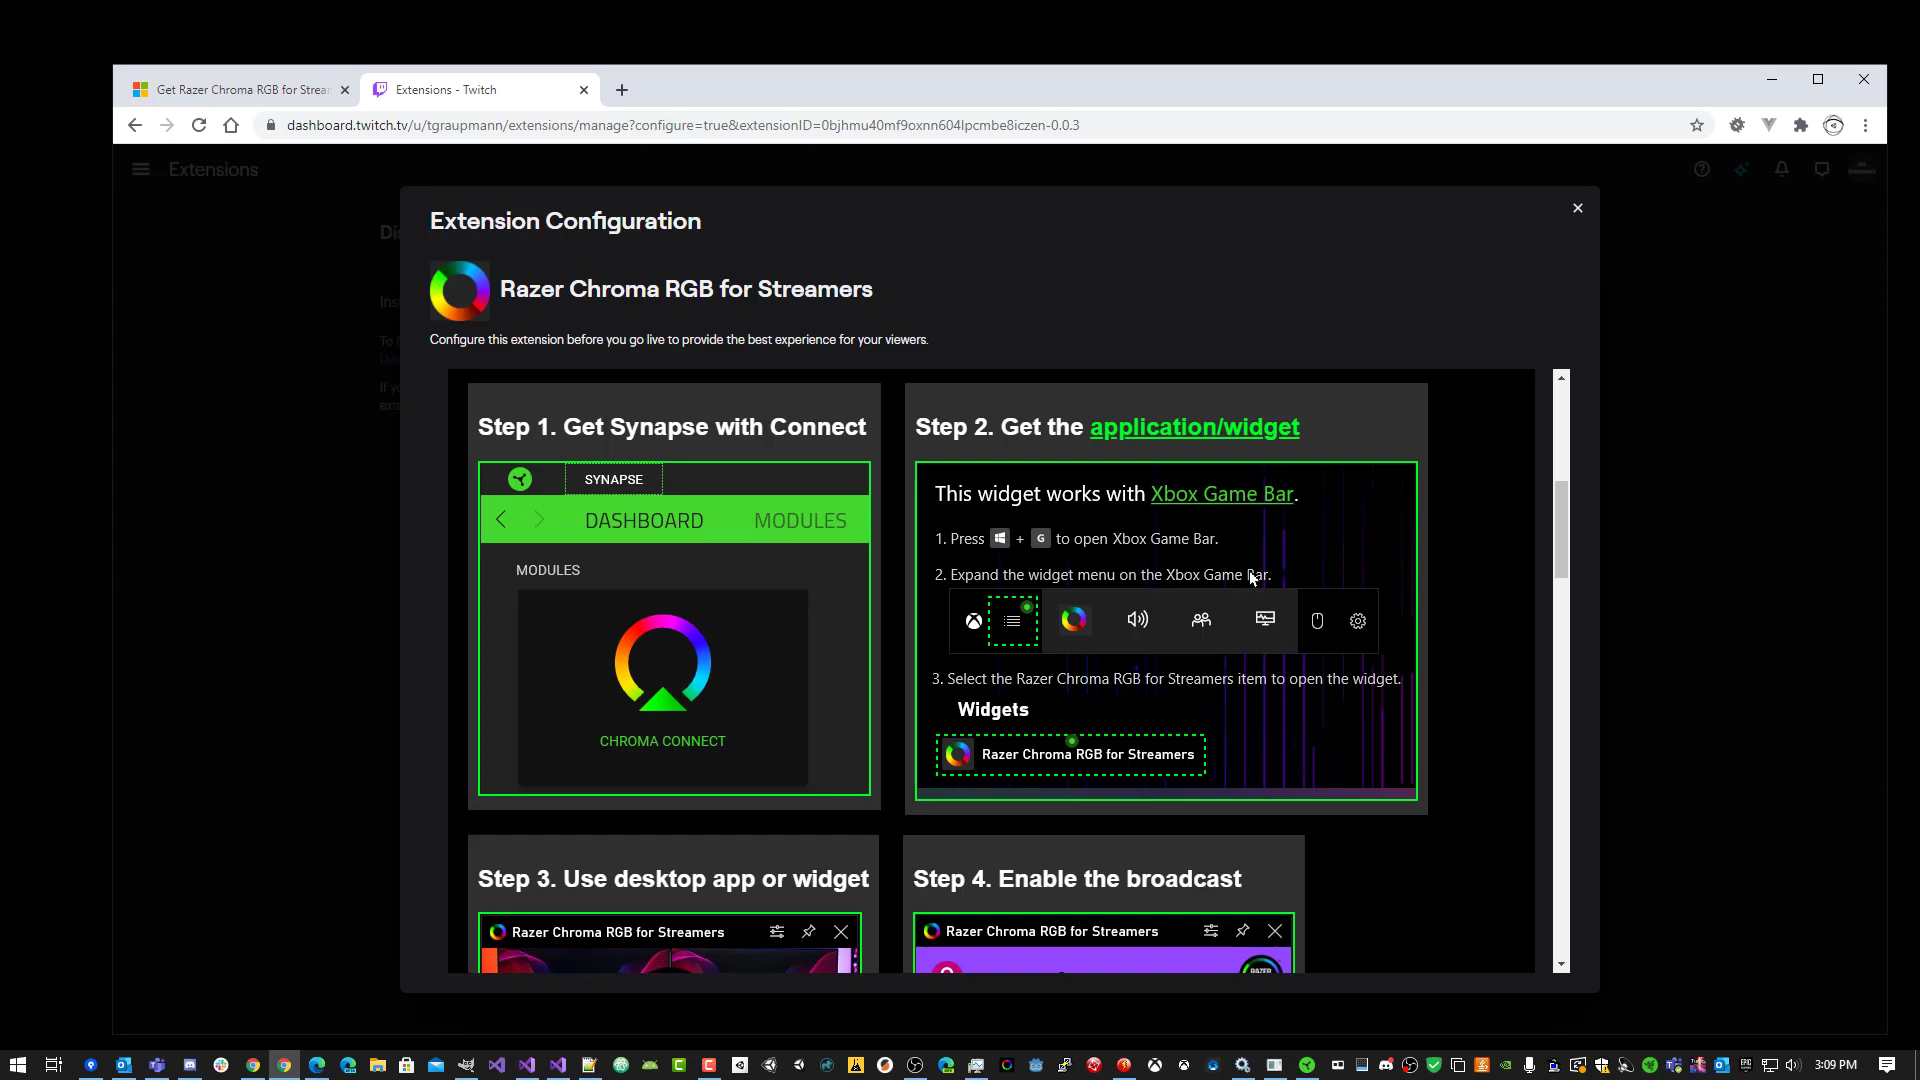 Get Razer Chroma RGB for Strea
Extensions - Twitch
dashboard.twitch.tv/u/tgraupmann/extensions/manage?configure=true&extensionID=0bjhmu40mf9oxnn604lpcmbe8iczen-0.0.3
Extensions
Extension Configuration
Razer Chroma RGB for Streamers
Configure this extension before you go live to provide the best experience for your viewers.
Step 1. Get Synapse with Connect
SYNAPSE
DASHBOARD MODULES
MODULES
CHROMA CONNECT
Step 2. Get the application/widget
This widget works with Xbox Game Bar.
1. Press + G to open Xbox Game Bar.
2. Expand the widget menu on the Xbox Game Bar.
3. Select the Razer Chroma RGB for Streamers item to open the widget.
Widgets
Razer Chroma RGB for Streamers
Step 3. Use desktop app or widget
Razer Chroma RGB for Streamers
Step 4. Enable the broadcast
Razer Chroma RGB for Streamers
RAZER
3:09 PM